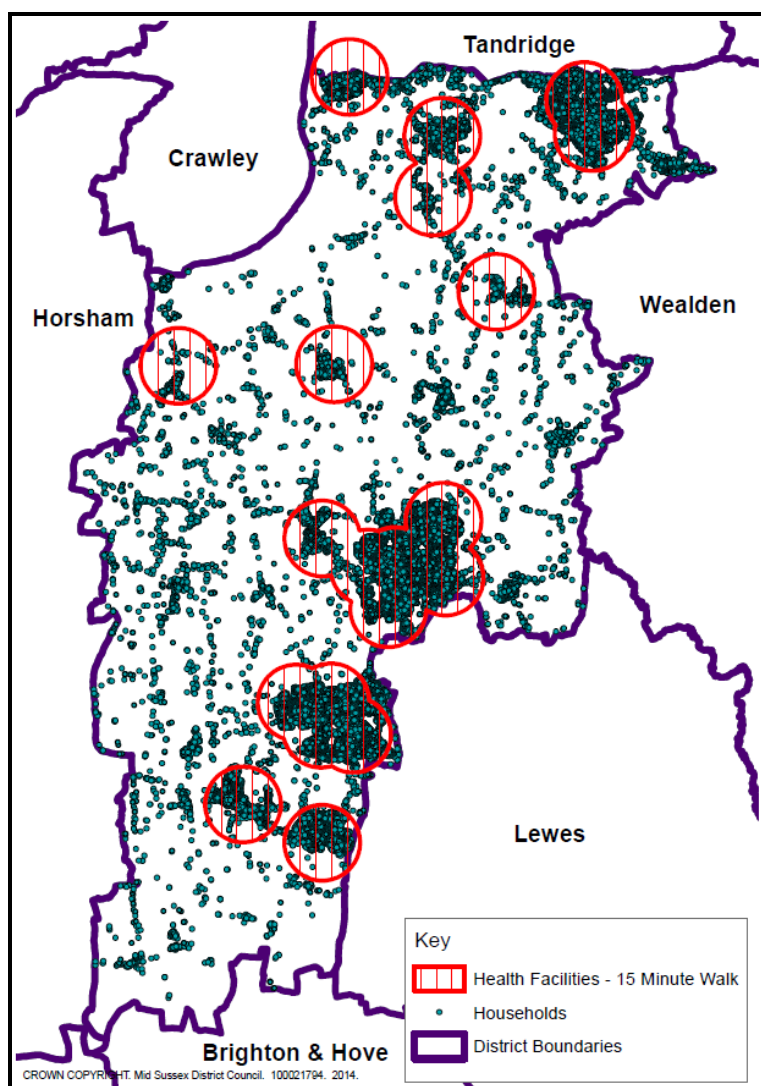 Tandridge
Crawley
Horsham
Wealden
Lewes
Key
Health Facilities - 15 Minute Walk
Households
District Boundaries
Brighton & Hove
CROWN COPYRIGHT. Mid Sussex District Council. 100021794. 2014.